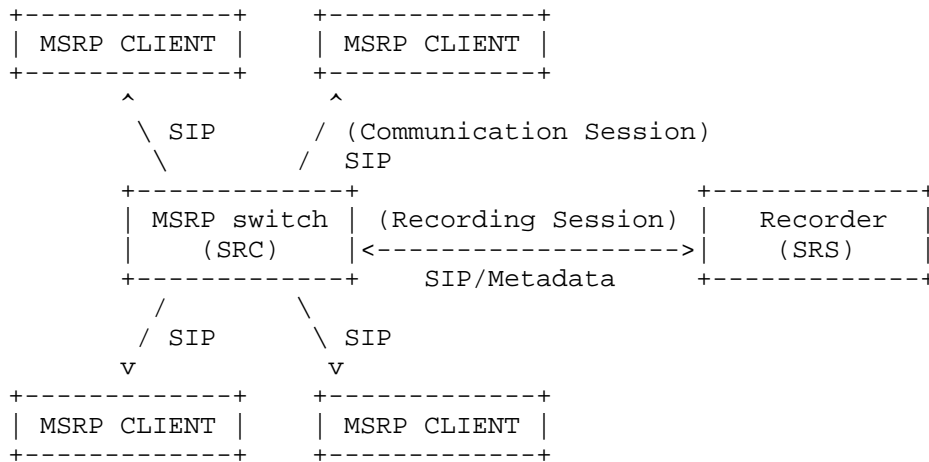 +-------------+     +-------------+
| MSRP CLIENT |     | MSRP CLIENT |
+-------------+     +-------------+
       ^             ^
        \ SIP       / (Communication Session)
         \         /  SIP
       +-------------+                      +-------------+
       | MSRP switch | (Recording Session)  |   Recorder  |
       |    (SRC)    |<-------------------->|    (SRS)    |
       +-------------+    SIP/Metadata      +-------------+
         /        \
        / SIP      \ SIP
       v            v
+-------------+     +-------------+
| MSRP CLIENT |     | MSRP CLIENT |
+-------------+     +-------------+